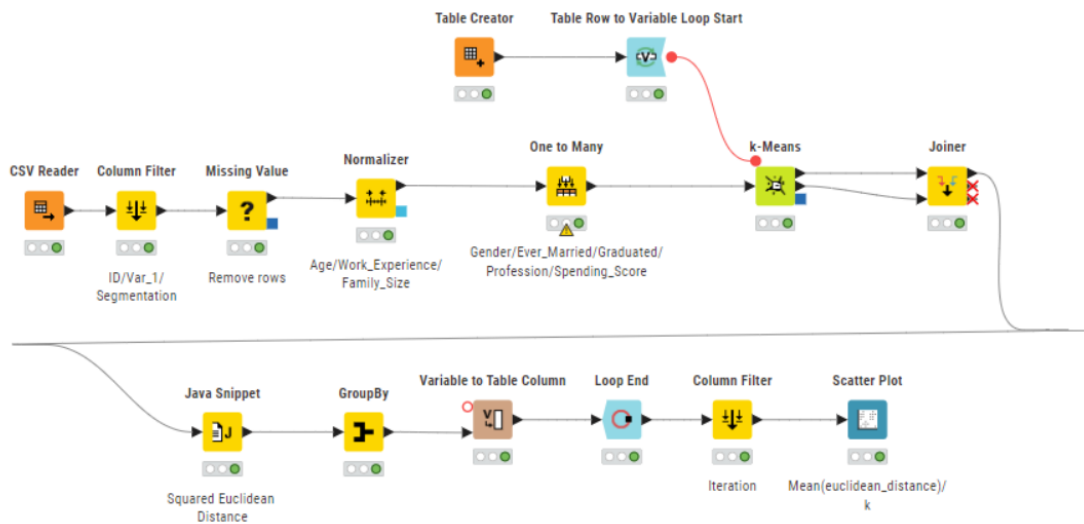 Table Creator
Table Row to Variable Loop Start
CSV Reader
Column Filter
Missing Value
Normalizer
One to Many
k-Means
Joiner
ID/Var_1/
Segmentation
Remove rows
Age/Work_Experience/
Family_Size
Gender/Ever_Married/Graduated/
Profession/Spending_Score
Java Snippet
GroupBy
Variable to Table Column
Loop End
Column Filter
Scatter Plot
Squared Euclidean
Distance
Iteration
Mean(euclidean_distance)/
k